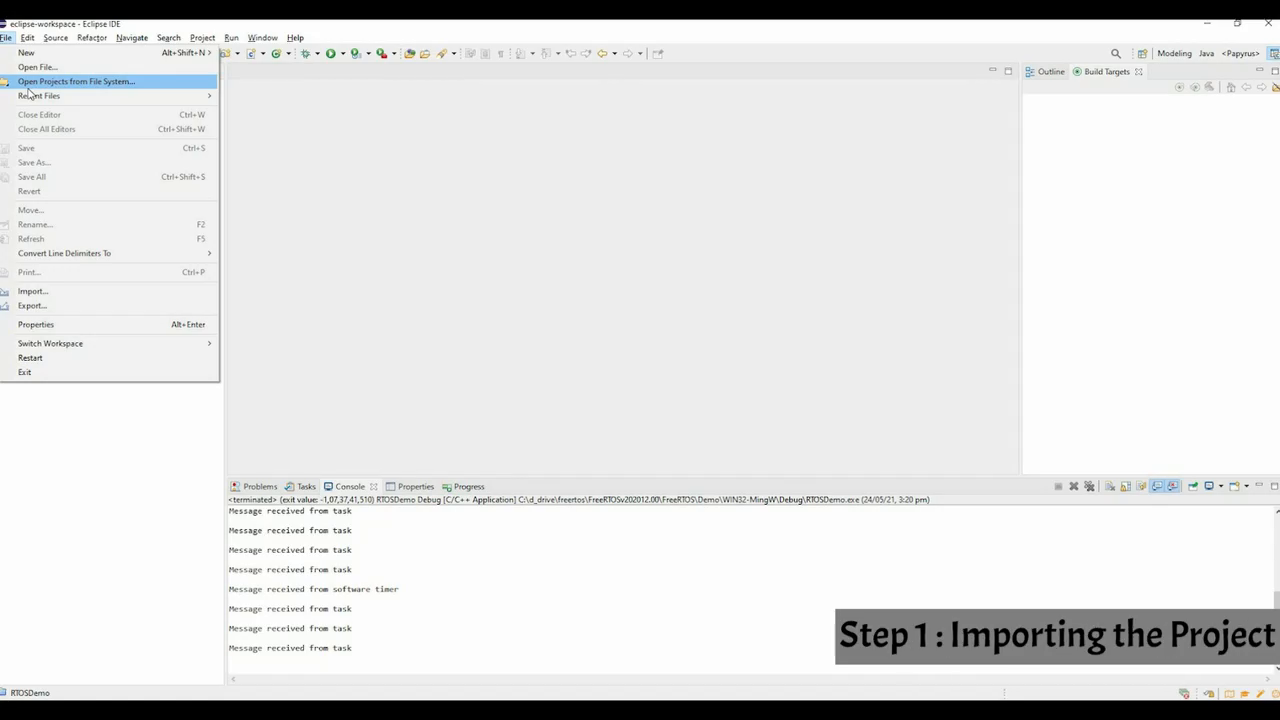 eclipse-workspace - Eclipse IDE
File Edit Source Refactor Navigate Search Project Run Window Help
New Alt+Shift+N >
Open File...
Open Projects from File System...
Recent Files >
Close Editor Ctrl+W
Close All Editors Ctrl+Shift+W
Save Ctrl+S
Save As...
Save All Ctrl+Shift+S
Revert
Move...
Rename... F2
Refresh F5
Convert Line Delimiters To >
Print... Ctrl+P
Import...
Export...
Properties Alt+Enter
Switch Workspace >
Restart
Exit
Modeling Java <Papyrus>
Outline Build Targets
Problems Tasks Console Properties Progress
<terminated> (exit value: -1,07,37,41,510) RTOSDemo Debug [C/C++ Application] C:\d_drive\freertos\FreeRTOSv202012.00\FreeRTOS\Demo\WIN32-MingW\Debug\RTOSDemo.exe (24/05/21, 3:20 pm)
Message received from task
Message received from task
Message received from task
Message received from task
Message received from software timer
Message received from task
Message received from task
Message received from task
Step 1 : Importing the Project
RTOSDemo